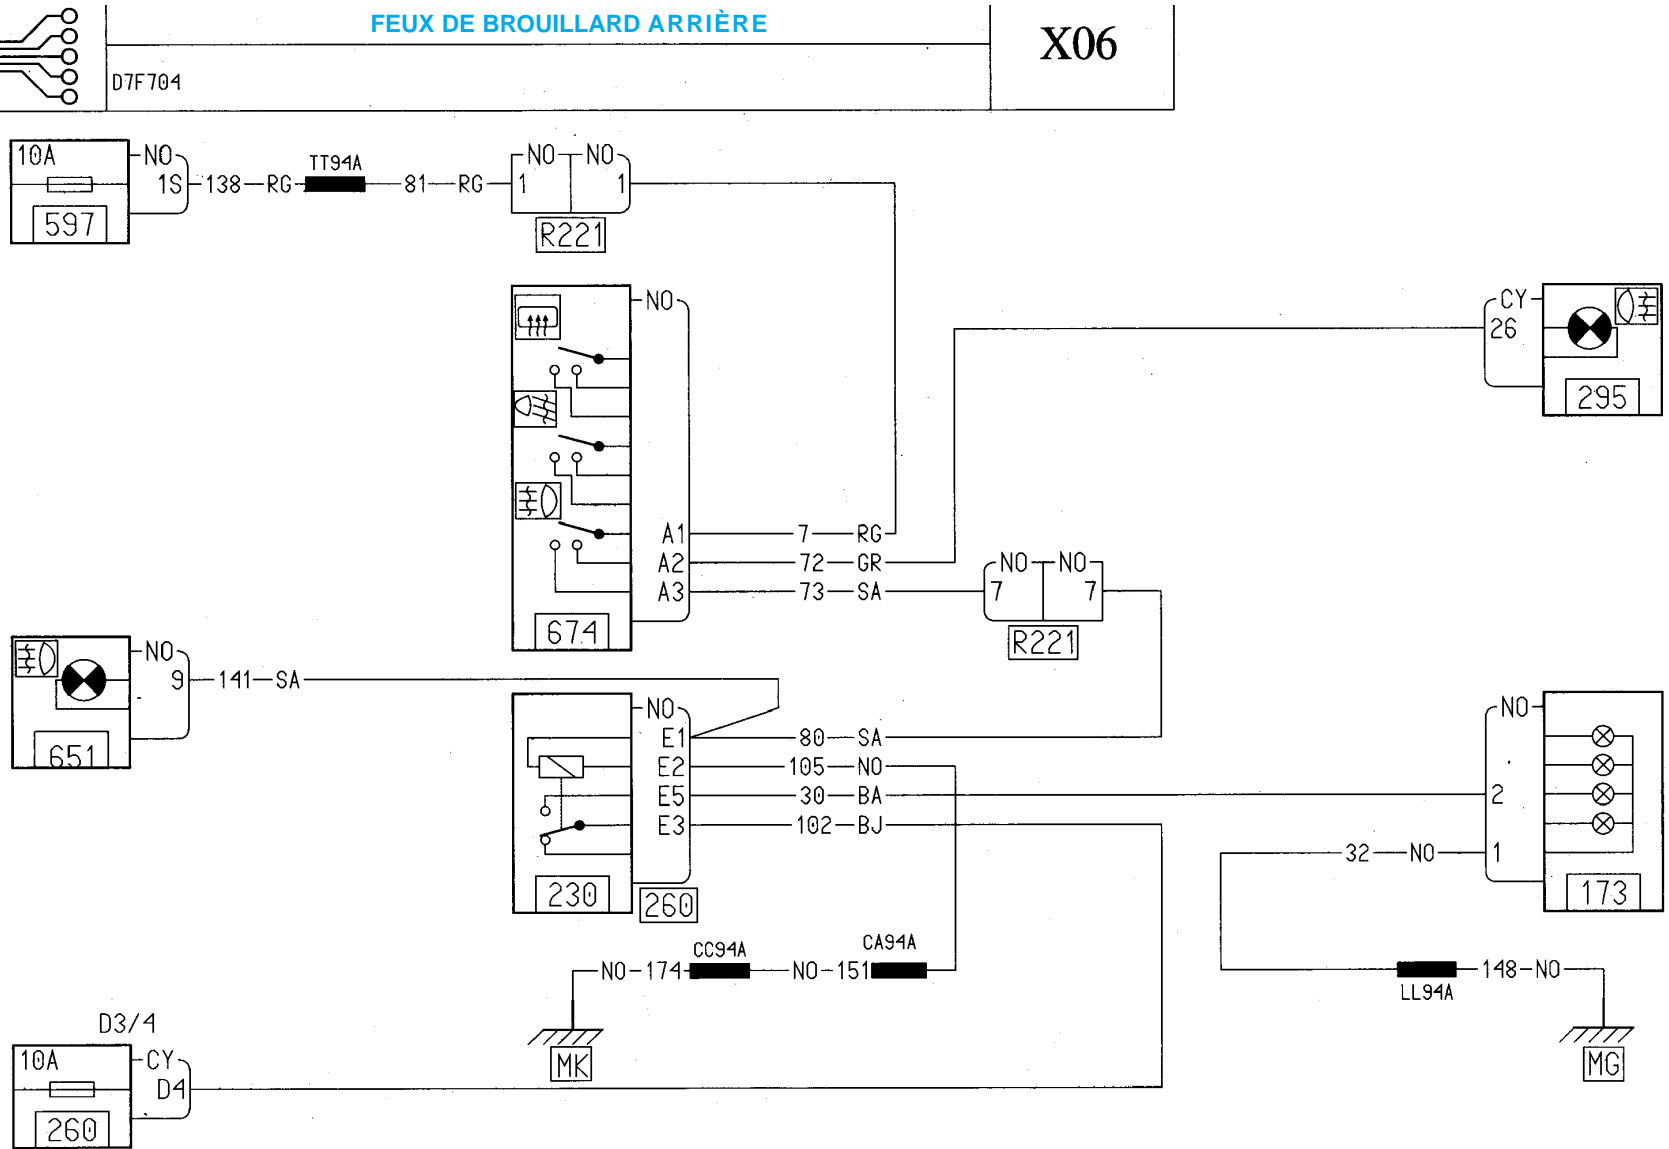 FEUX DE BROUILLARD ARRIÈRE
X06
D7F704
10A
NO
1S
138 RG
TT94A
81 RG
NO NO
1 1
597
R221
NO
CY
26
295
A1 7 RG
A2 72 GR
A3 73 SA
NO NO
7 7
R221
674
NO
9 141 SA
651
NO
E1 80 SA
E2 105 NO
E5 30 BA
E3 102 BJ
230
260
NO
2
32 NO 1
173
CC94A
CA94A
NO-174
NO-151
148-NO
LL94A
MK
MG
D3/4
10A
CY
D4
260